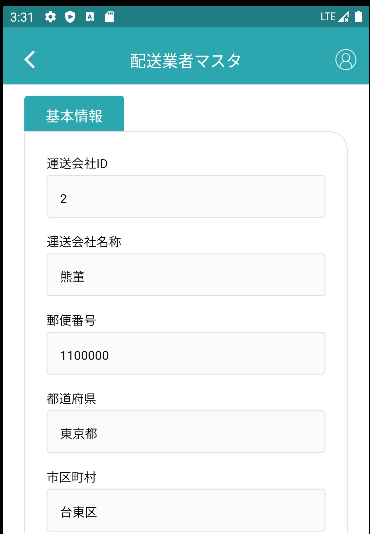 3:31
LTE
配送業者マスタ
基本情報
運送会社ID
2
運送会社名称
熊董
郵便番号
1100000
都道府県
東京都
市区町村
台東区